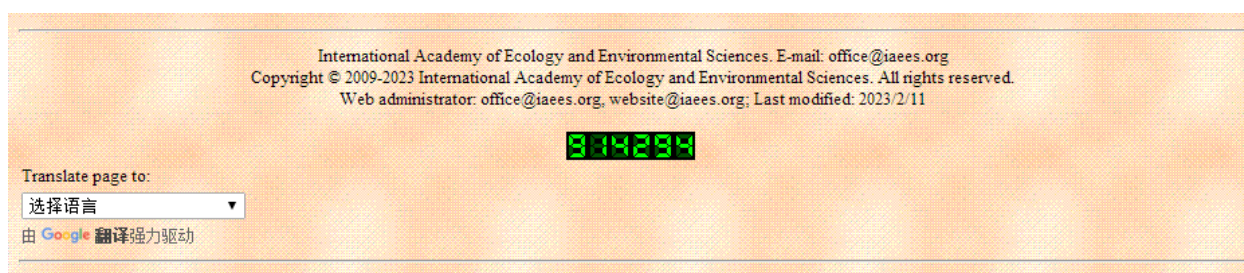 International Academy of Ecology and Environmental Sciences. E-mail: office@iaees.org
Copyright © 2009-2023 International Academy of Ecology and Environmental Sciences. All rights reserved.
Web administrator: office@iaees.org, website@iaees.org; Last modified: 2023/2/11
914294
Translate page to:
选择语言
由 Google 翻译强力驱动